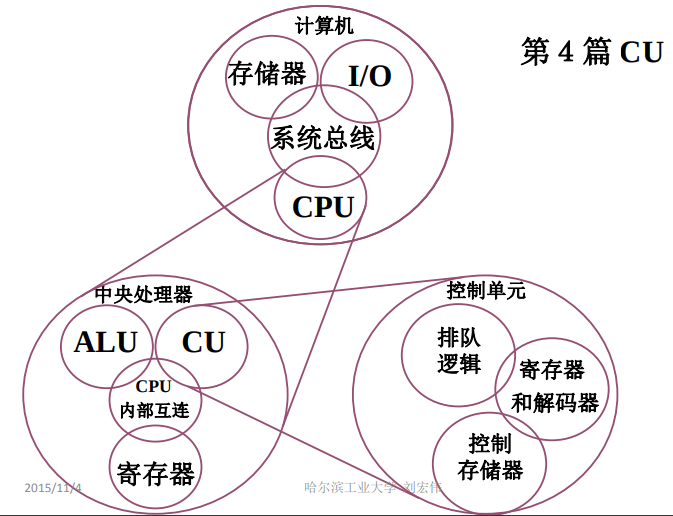 计算机
第 4 篇 CU
存储器
I/O
系统总线
CPU
中央处理器
ALU
CU
CPU
内部互连
寄存器
控制单元
排队
逻辑
寄存器
和解码器
控制
存储器
2015/11/4
哈尔滨工业大学 刘宏伟